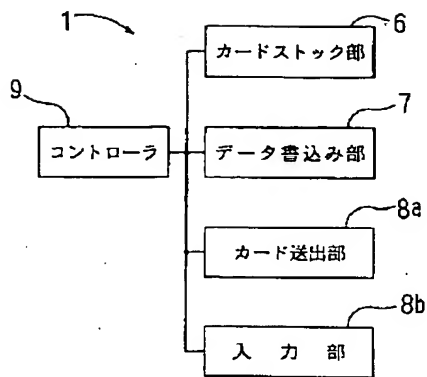 1
6
カードストック部
9
コントローラ
7
データ書込み部
8a
カード送出部
8b
入力部